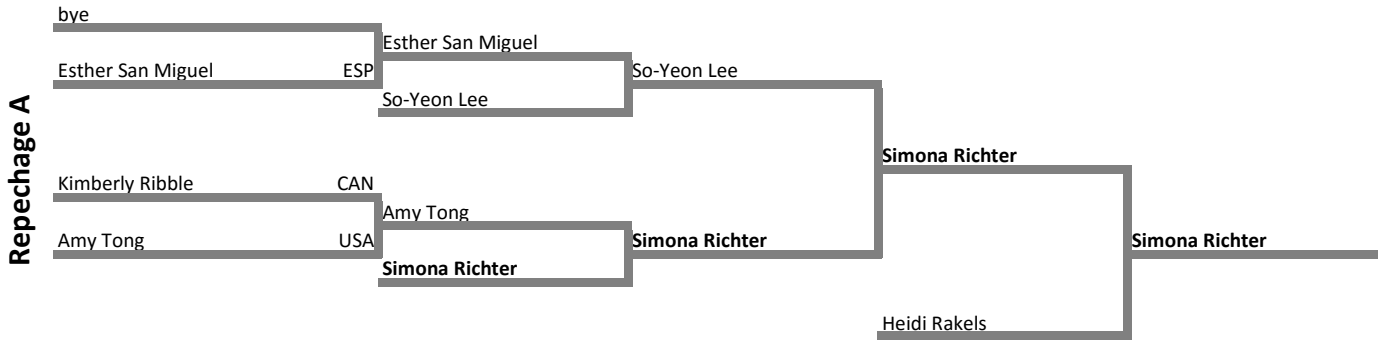 bye
Esther San Miguel
Esther San Miguel ESP
So-Yeon Lee
So-Yeon Lee
Repechage A
Simona Richter
Kimberly Ribble CAN
Amy Tong
Amy Tong USA
Simona Richter
Simona Richter
Simona Richter
Heidi Rakels